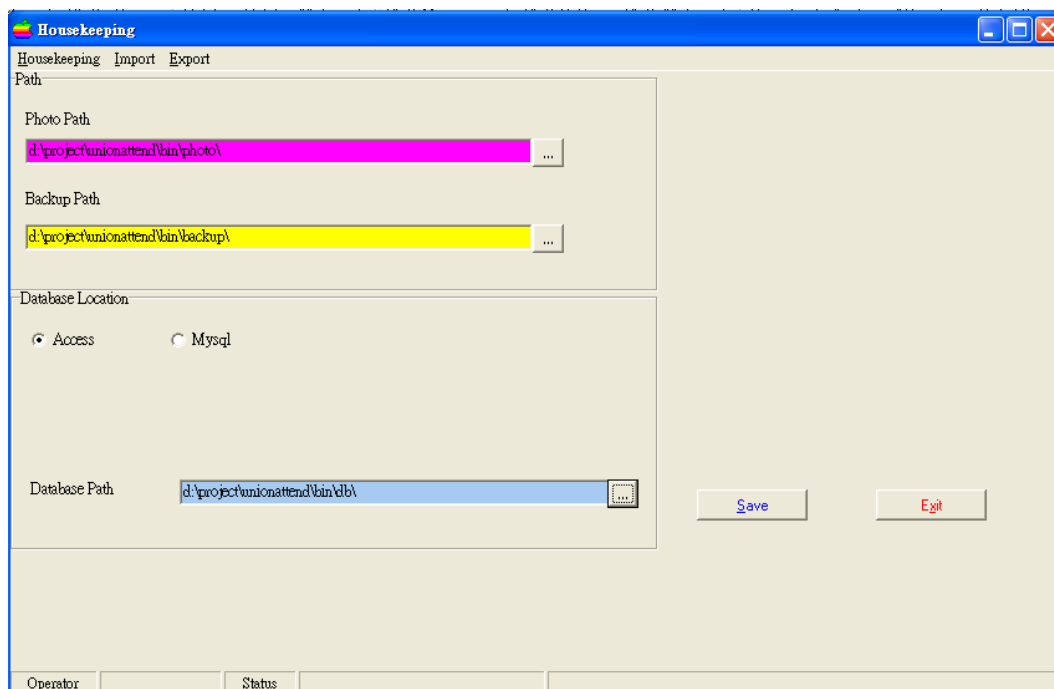 Housekeeping
Housekeeping Import Export
Path
Photo Path
d:\project\unionattend\bin\photo\
...
Backup Path
d:\project\unionattend\bin\backup\
...
Database Location
Access Mysql
Database Path d:\project\unionattend\bin\db\ ...
Save Exit
Operator Status